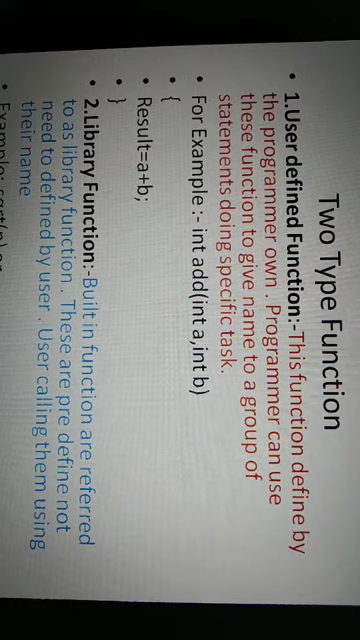 Two Type Function
• 1.User defined Function:-This function define by
the programmer own . Programmer can use
these function to give name to a group of
statements doing specific task.
• For Example :- int add(int a,int b)
• {
• Result=a+b;
• }
• 2.Library Function:-Built in function are referred
to as library function . These are pre define not
need to defined by user . User calling them using
their name
• Example: